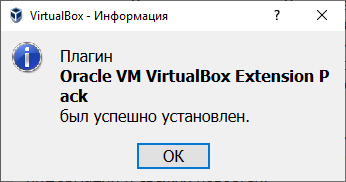 VirtualBox - Информация
?
Плагин
Oracle VM VirtualBox Extension P
ack
был успешно установлен.
OK